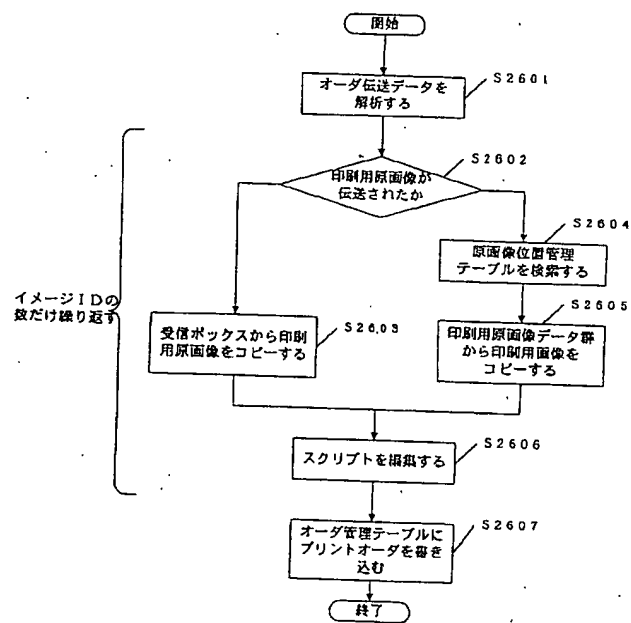 開始
オーダ伝送データを
解析する
S2601
印刷用原画像が
伝送されたか
S2602
原画像位置管理
テーブルを検索する
S2604
イメージIDの
数だけ繰り返す
受信ボックスから印刷
用原画像をコピーする
S2603
印刷用原画像データ群
から印刷用画像を
コピーする
S2605
スクリプトを編集する
S2606
オーダ管理テーブルに
プリントオーダを書き
込む
S2607
終了